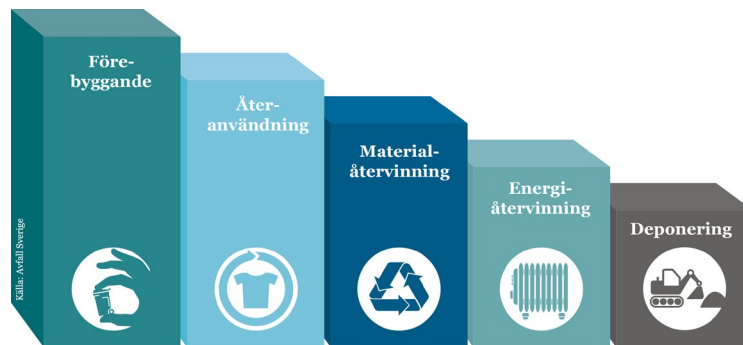 Före-
byggande
Åter-
användning
Material-
återvinning
Energi-
återvinning
Deponering
Källa: Avfall Sverige